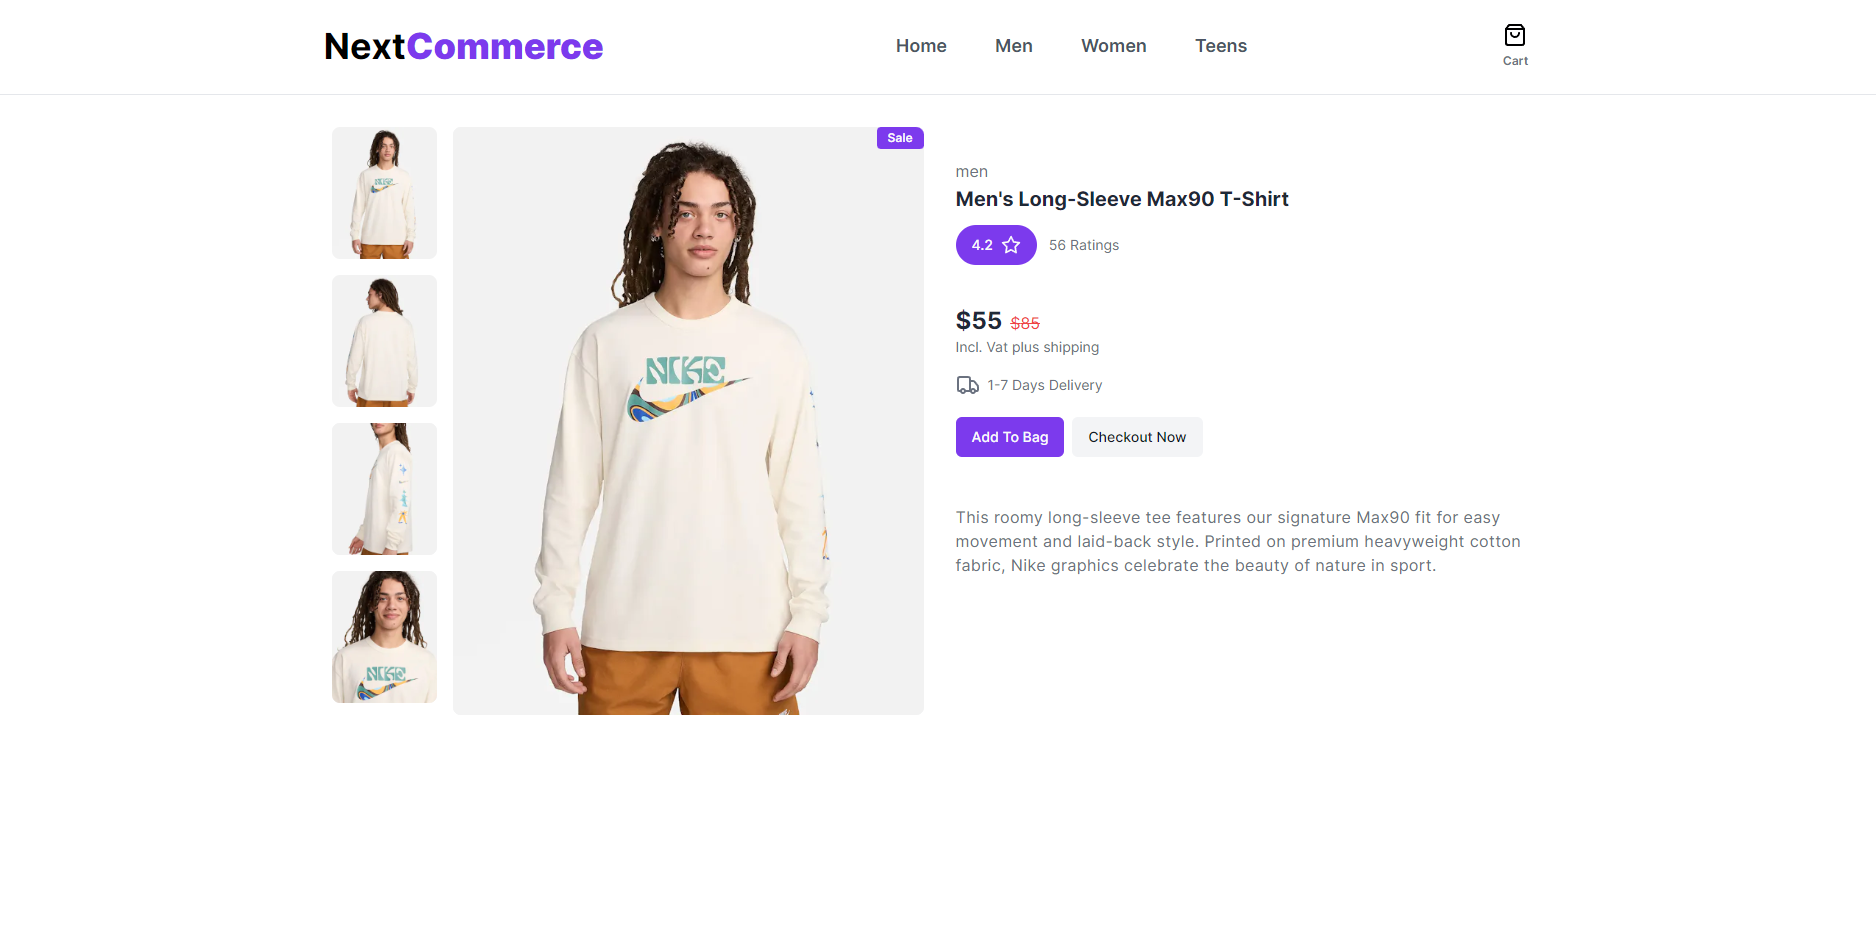 NextCommerce
Home Men Women Teens
Cart
Sale
NIKE
NIKE
NIKE
men
Men's Long-Sleeve Max90 T-Shirt
4.2 56 Ratings
$55 $85
Incl. Vat plus shipping
1-7 Days Delivery
Add To Bag Checkout Now
This roomy long-sleeve tee features our signature Max90 fit for easy
movement and laid-back style. Printed on premium heavyweight cotton
fabric, Nike graphics celebrate the beauty of nature in sport.